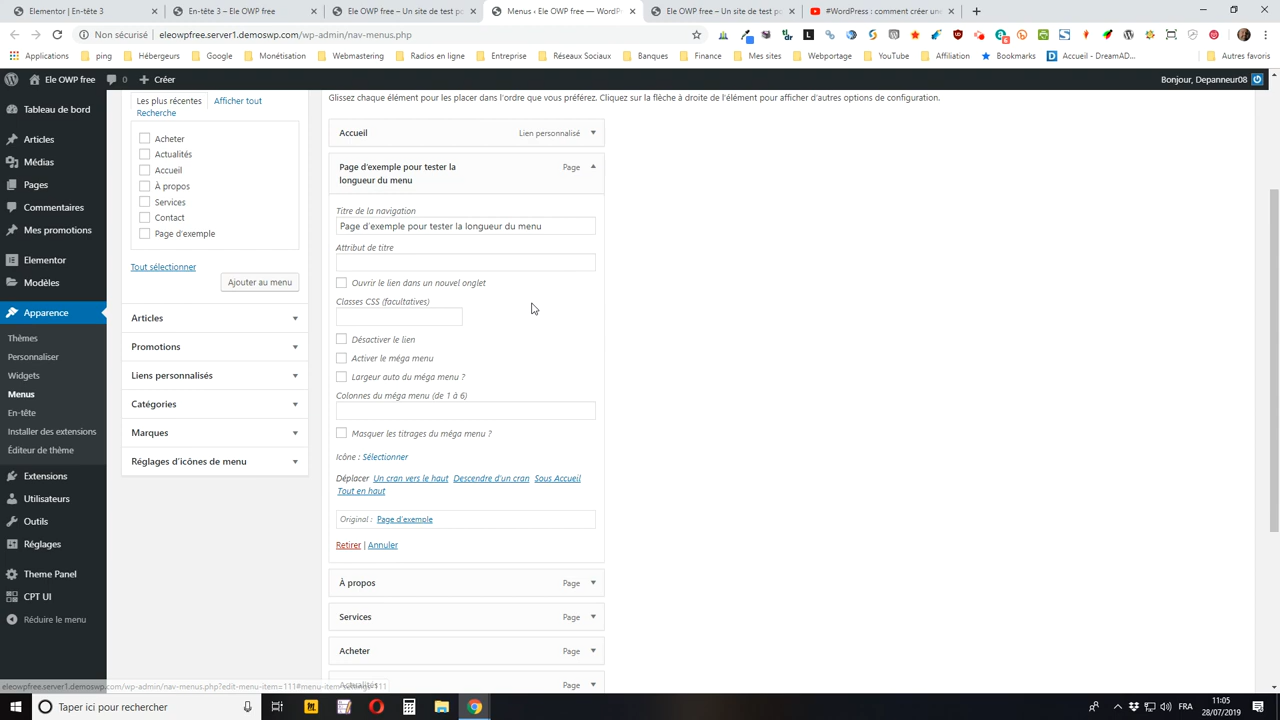 Elementor | En-tête 3
En-tête 3 – Ele OWP free
Ele OWP free – Un site de test po
Menus ‹ Ele OWP free — WordPr
Ele OWP free – Un site de test po
#WordPress : comment créer une
Non sécurisé | eleowpfree.server1.demoswp.com/wp-admin/nav-menus.php
Applications ping Hébergeurs Google Monétisation Webmastering Radios en ligne Entreprise Réseaux Sociaux Banques Finance Mes sites Webportage YouTube Affiliation Bookmarks Accueil - DreamAD... Autres favoris
Ele OWP free 0 Créer Bonjour, Depanneur08
Tableau de bord
Articles
Médias
Pages
Commentaires
Mes promotions
Elementor
Modèles
Apparence
Thèmes
Personnaliser
Widgets
Menus
En-tête
Installer des extensions
Éditeur de thème
Extensions
Utilisateurs
Outils
Réglages
Theme Panel
CPT UI
Réduire le menu
Les plus récentes Afficher tout
Recherche
Acheter
Actualités
Accueil
À propos
Services
Contact
Page d'exemple
Tout sélectionner
Ajouter au menu
Articles
Promotions
Liens personnalisés
Catégories
Marques
Réglages d'icônes de menu
Glissez chaque élément pour les placer dans l'ordre que vous préférez. Cliquez sur la flèche à droite de l'élément pour afficher d'autres options de configuration.
Accueil Lien personnalisé
Page d'exemple pour tester la Page
longueur du menu
Titre de la navigation
Page d'exemple pour tester la longueur du menu
Attribut de titre
Ouvrir le lien dans un nouvel onglet
Classes CSS (facultatives)
Désactiver le lien
Activer le méga menu
Largeur auto du méga menu ?
Colonnes du méga menu (de 1 à 6)
Masquer les titrages du méga menu ?
Icône : Sélectionner
Déplacer Un cran vers le haut Descendre d'un cran Sous Accueil
Tout en haut
Original : Page d'exemple
Retirer | Annuler
À propos Page
Services Page
Acheter Page
Actualités Page
eleowpfree.server1.demoswp.com/wp-admin/nav-menus.php?edit-menu-item=111#menu-item-settings-111
Taper ici pour rechercher
FRA
11:05
28/07/2019